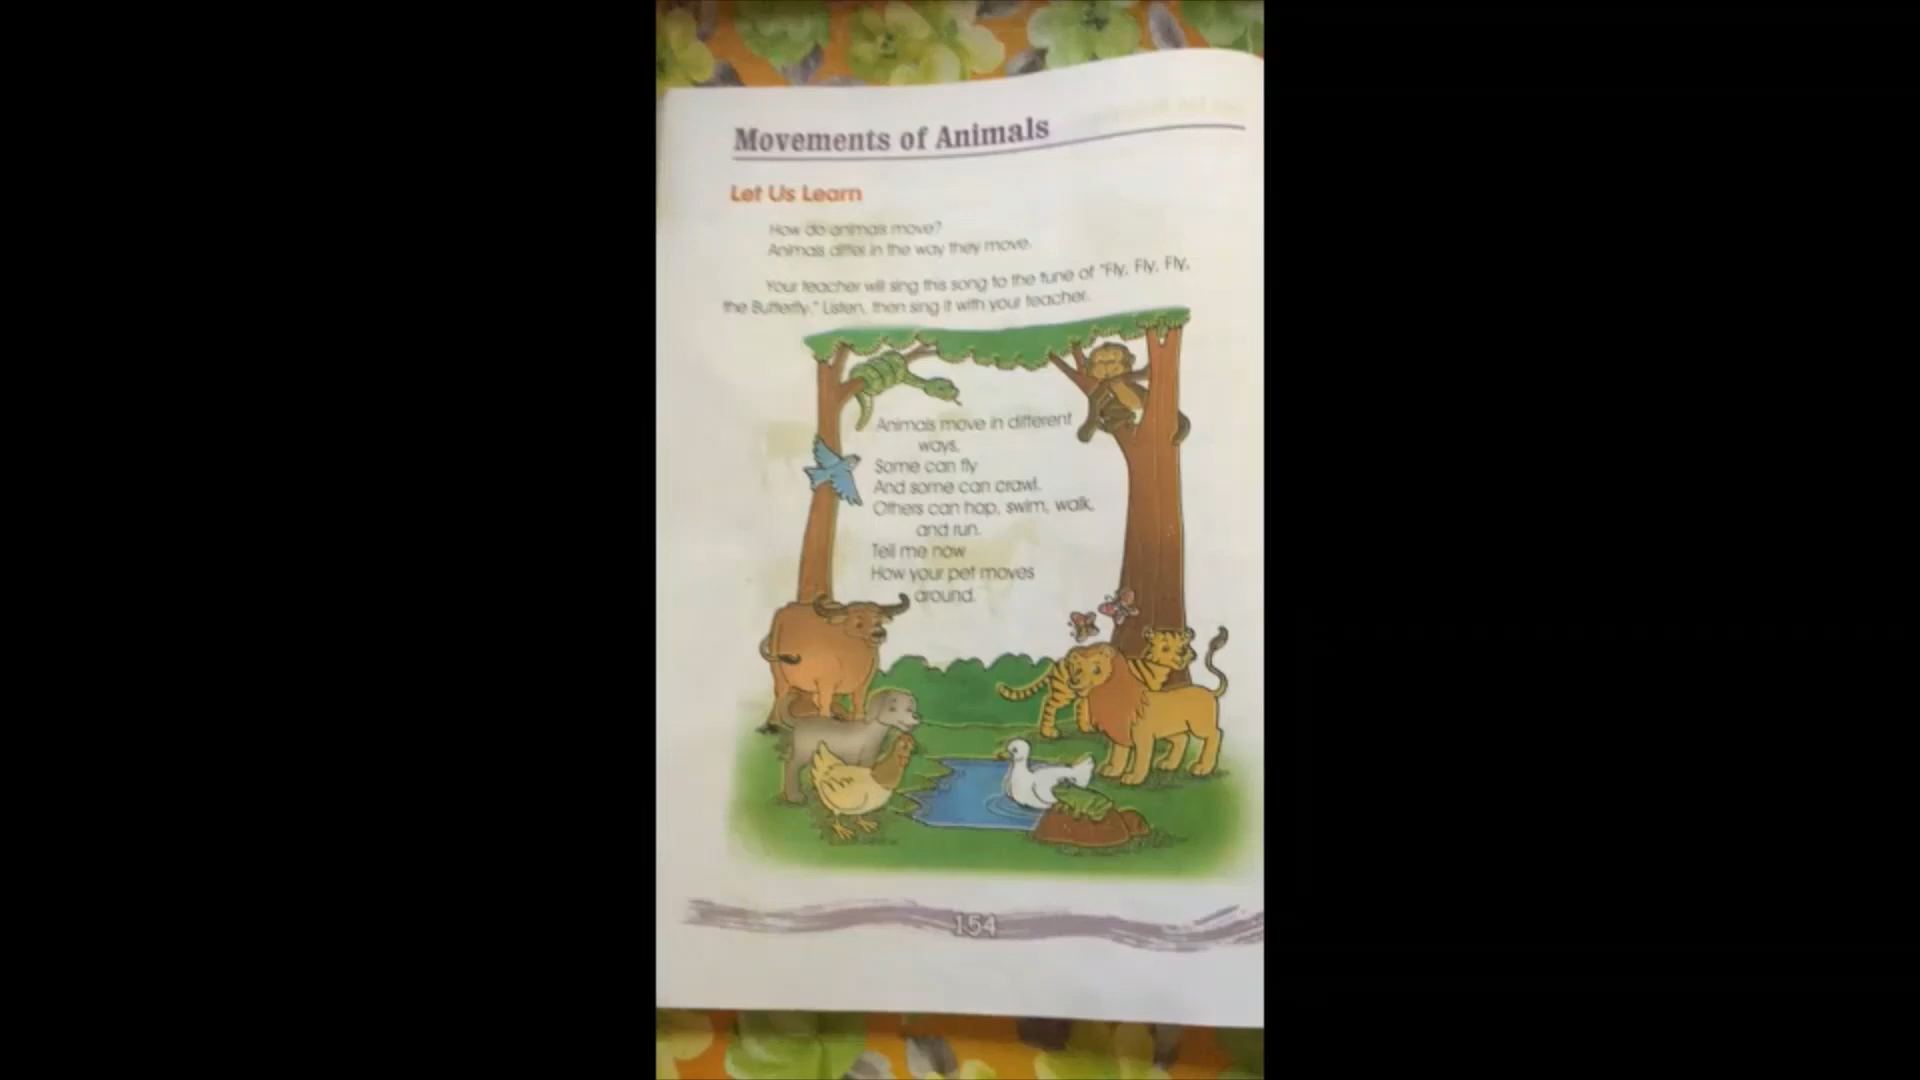 Movements of Animals
Let Us Learn
How do animals move?
Animals differ in the way they move.
Your teacher will sing this song to the tune of "Fly, Fly, Fly,
the Butterfly." Listen, then sing it with your teacher.
Animals move in different
ways.
Some can fly
And some can crawl.
Others can hop, swim, walk,
and run.
Tell me now
How your pet moves
around.
154